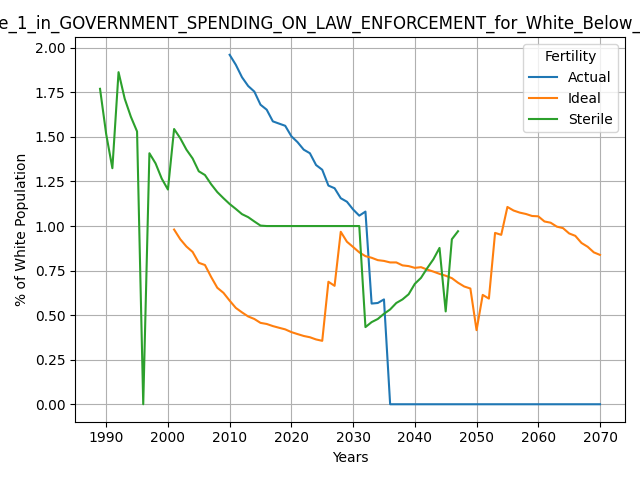 e_1_in_GOVERNMENT_SPENDING_ON_LAW_ENFORCEMENT_for_White_Below_
Fertility
Actual
Ideal
Sterile
% of White Population
2.00
1.75
1.50
1.25
1.00
0.75
0.50
0.25
0.00
1990 2000 2010 2020 2030 2040 2050 2060 2070
Years